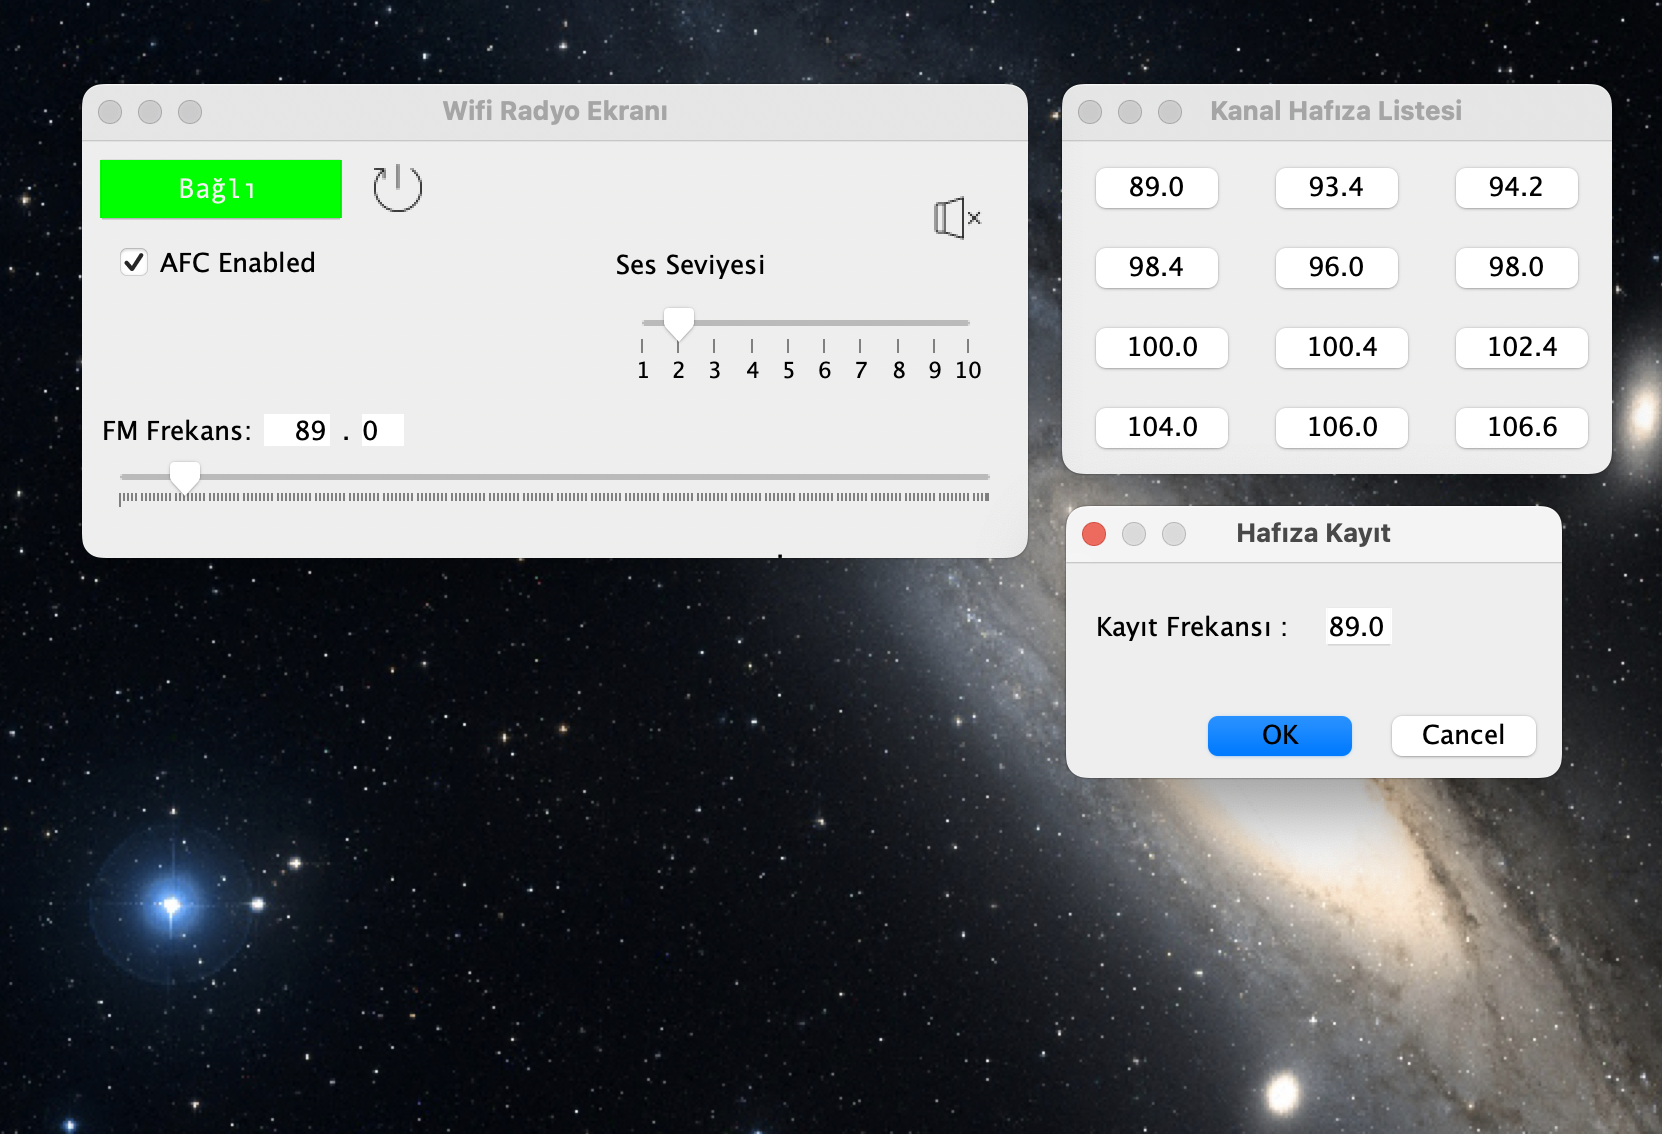 Wifi Radyo Ekranı
Bağlı
AFC Enabled
Ses Seviyesi
1 2 3 4 5 6 7 8 9 10
FM Frekans: 89 . 0
Kanal Hafıza Listesi
89.0 93.4 94.2
98.4 96.0 98.0
100.0 100.4 102.4
104.0 106.0 106.6
Hafıza Kayıt
Kayıt Frekansı : 89.0
OK Cancel